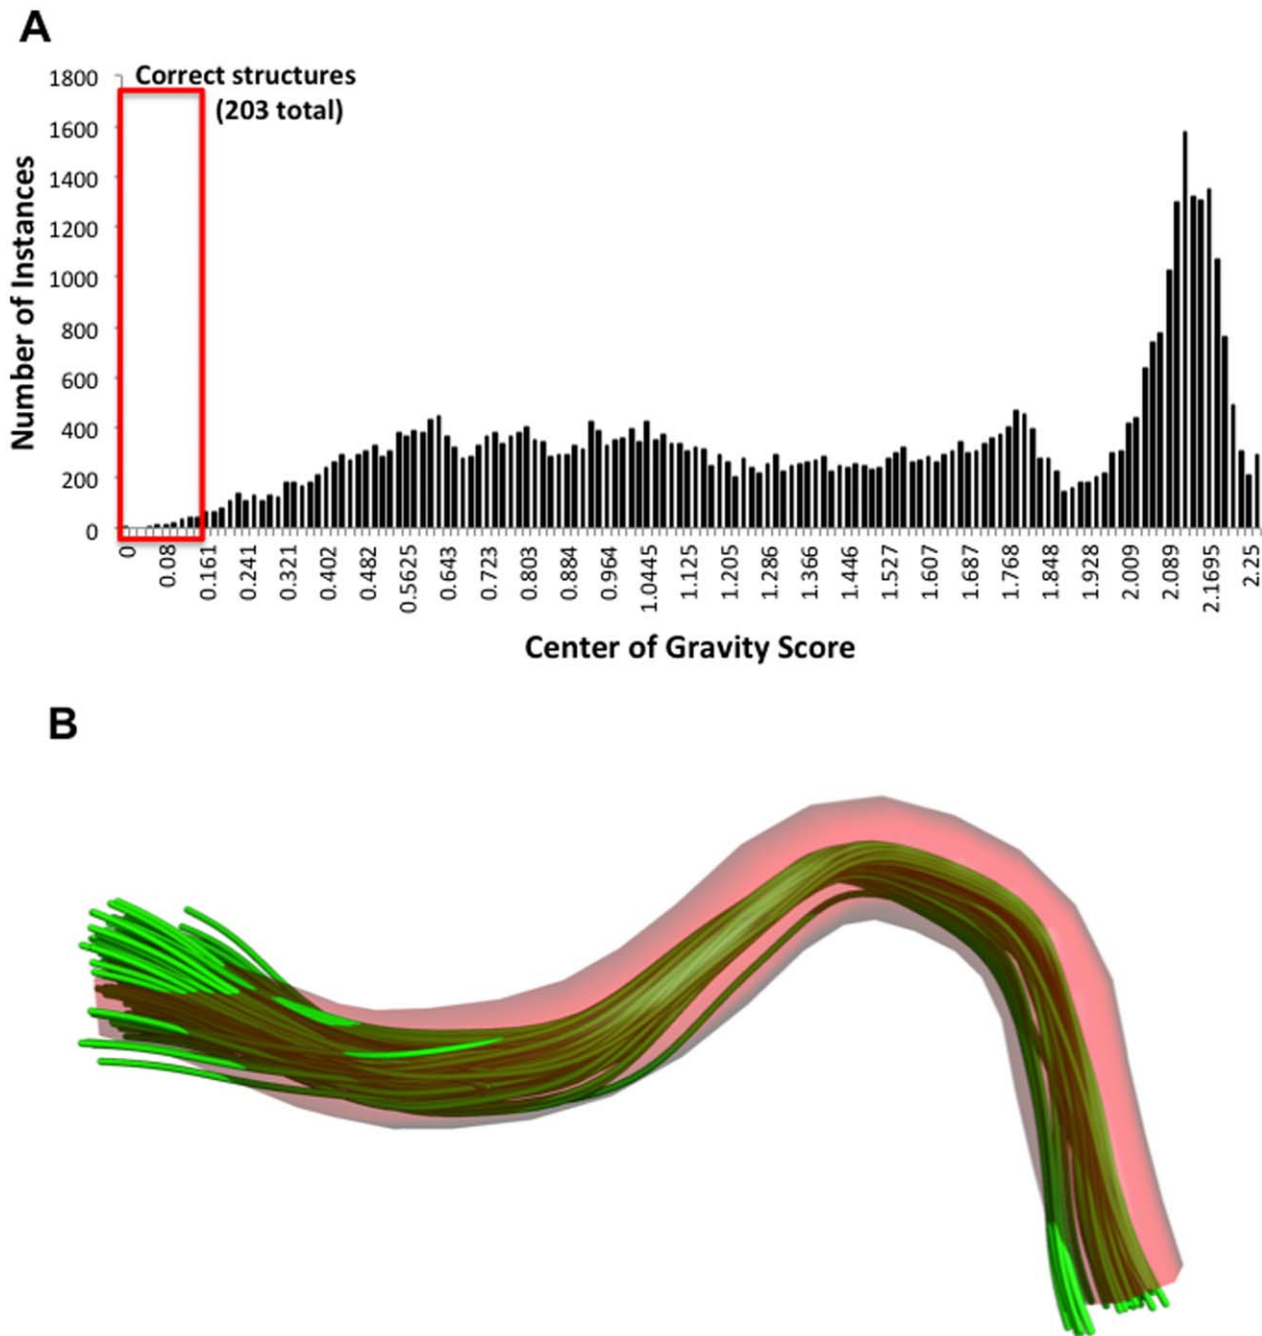 A
Correct structures
(203 total)
Number of Instances
1800
1600
1400
1200
1000
800
600
400
200
0
0 0.08 0.161 0.241 0.321 0.402 0.482 0.5625 0.643 0.723 0.803 0.884 0.964 1.0445 1.125 1.205 1.286 1.366 1.446 1.527 1.607 1.687 1.768 1.848 1.928 2.009 2.089 2.1695 2.25
Center of Gravity Score
B